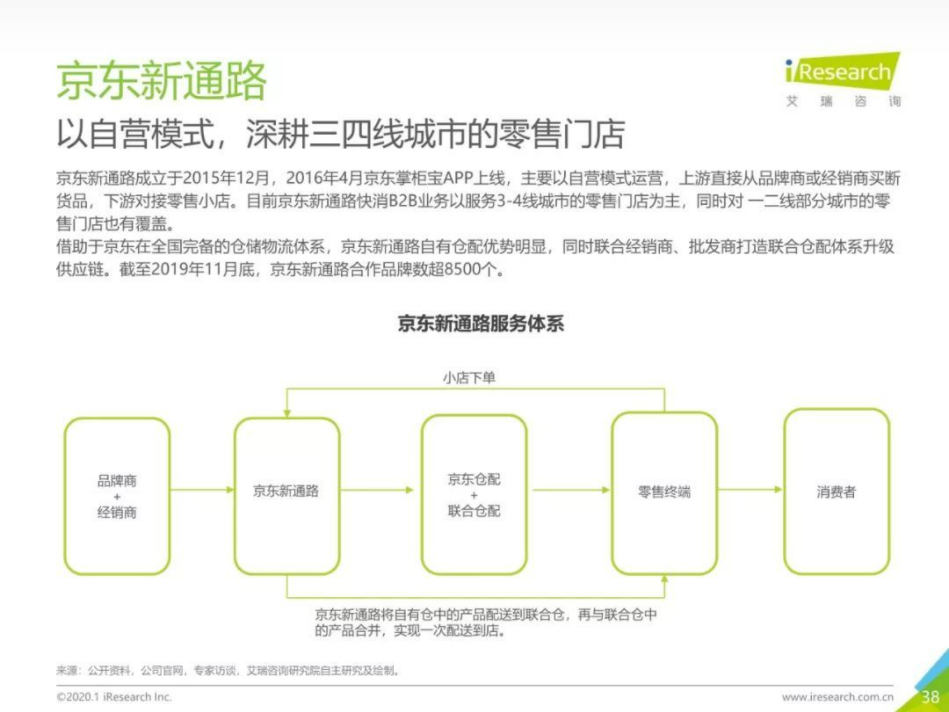 京东新通路
iResearch
艾瑞咨询
以自营模式，深耕三四线城市的零售门店
京东新通路成立于2015年12月，2016年4月京东掌柜宝APP上线，主要以自营模式运营，上游直接从品牌商或经销商买断
货品，下游对接零售小店。目前京东新通路快消B2B业务以服务3-4线城市的零售门店为主，同时对 一二线部分城市的零
售门店也有覆盖。
借助于京东在全国完备的仓储物流体系，京东新通路自有仓配优势明显，同时联合经销商、批发商打造联合仓配体系升级
供应链。截至2019年11月底，京东新通路合作品牌数超8500个。
京东新通路服务体系
小店下单
品牌商
+
经销商
京东新通路
京东仓配
+
联合仓配
零售终端
消费者
京东新通路将自有仓中的产品配送到联合仓，再与联合仓中
的产品合并，实现一次配送到店。
来源：公开资料，公司官网，专家访谈，艾瑞咨询研究院自主研究及绘制。
©2020.1 iResearch Inc.
www.iresearch.com.cn
38